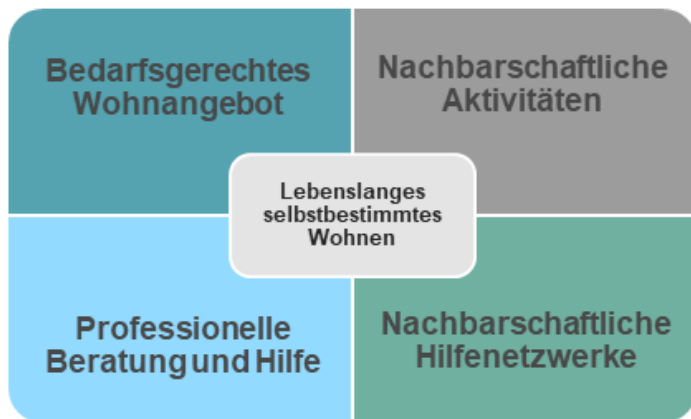 Bedarfsgerechtes
Wohnangebot
Nachbarschaftliche
Aktivitäten
Lebenslanges
selbstbestimmtes
Wohnen
Professionelle
Beratung und Hilfe
Nachbarschaftliche
Hilfenetzwerke